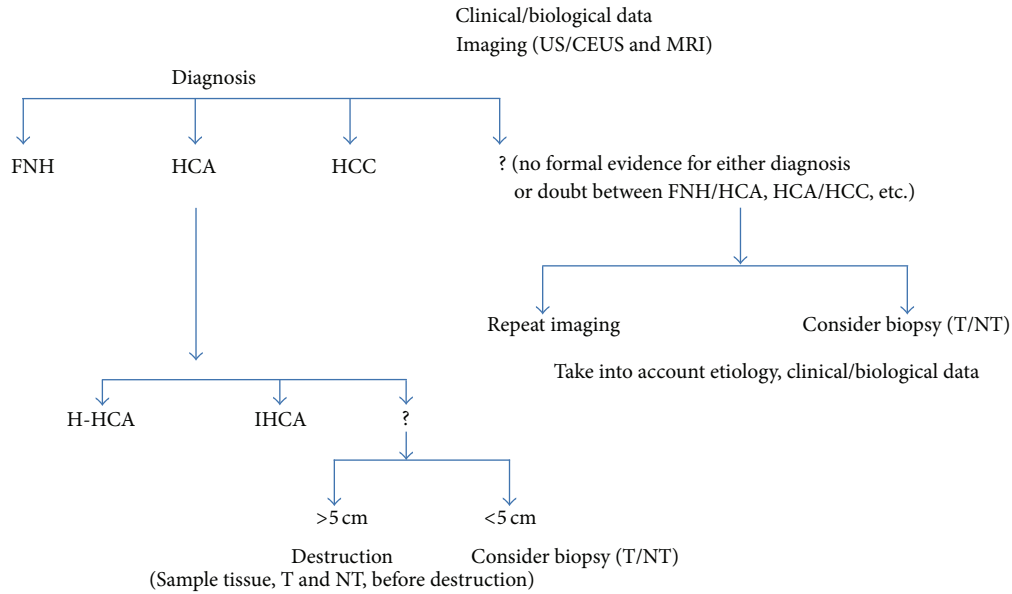 Clinical/biological data
Imaging (US/CEUS and MRI)
Diagnosis
FNH
HCA
HCC
? (no formal evidence for either diagnosis
or doubt between FNH/HCA, HCA/HCC, etc.)
Repeat imaging
Consider biopsy (T/NT)
Take into account etiology, clinical/biological data
H-HCA
IHCA
?
>5 cm
<5 cm
Destruction
Consider biopsy (T/NT)
(Sample tissue, T and NT, before destruction)